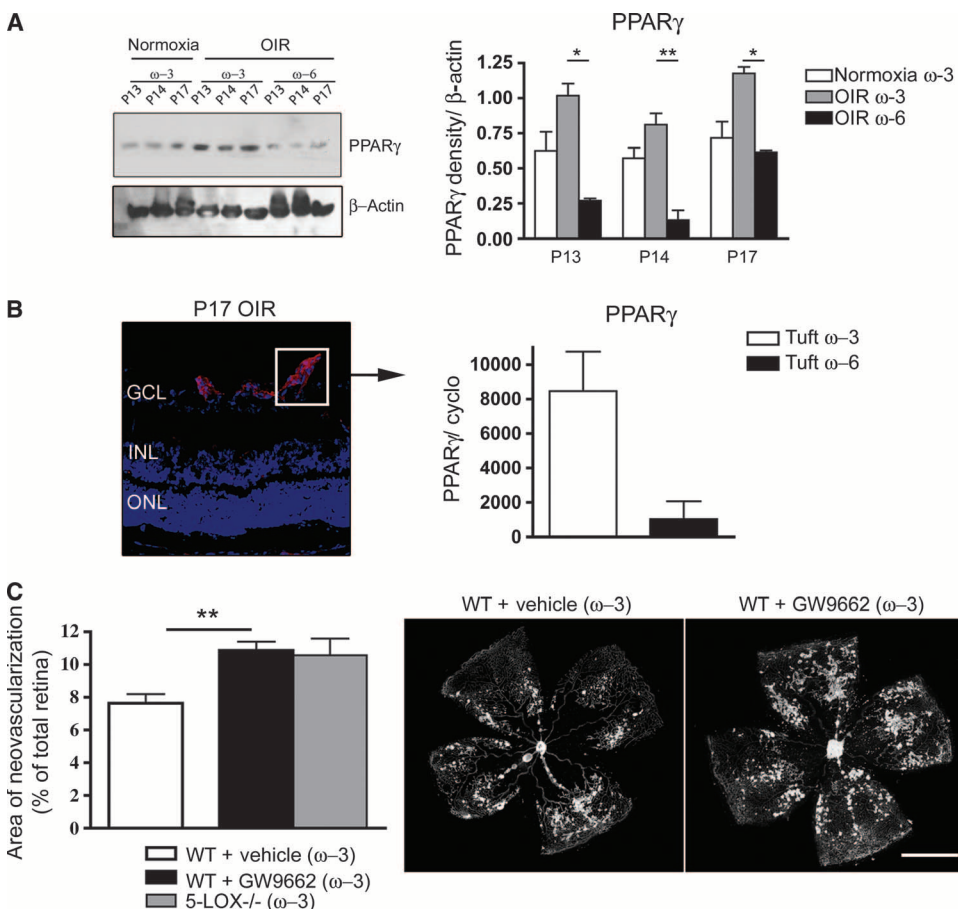 A
Normoxia OIR
ω-3 ω-3 ω-6
P13 P14 P17 P13 P14 P17 P13 P14 P17
PPARγ
β-Actin
PPARγ
PPARγ density/ β-actin
1.25
1.00
0.75
0.50
0.25
0.00
* ** *
P13 P14 P17
Normoxia ω-3
OIR ω-3
OIR ω-6
B
P17 OIR
GCL
INL
ONL
PPARγ
PPARγ/ cyclo
10000
8000
6000
4000
2000
0
Tuft ω-3
Tuft ω-6
C
Area of neovascularization
(% of total retina)
12
10
8
6
4
2
0
**
WT + vehicle (ω-3)
WT + GW9662 (ω-3)
5-LOX-/- (ω-3)
WT + vehicle (ω-3)
WT + GW9662 (ω-3)